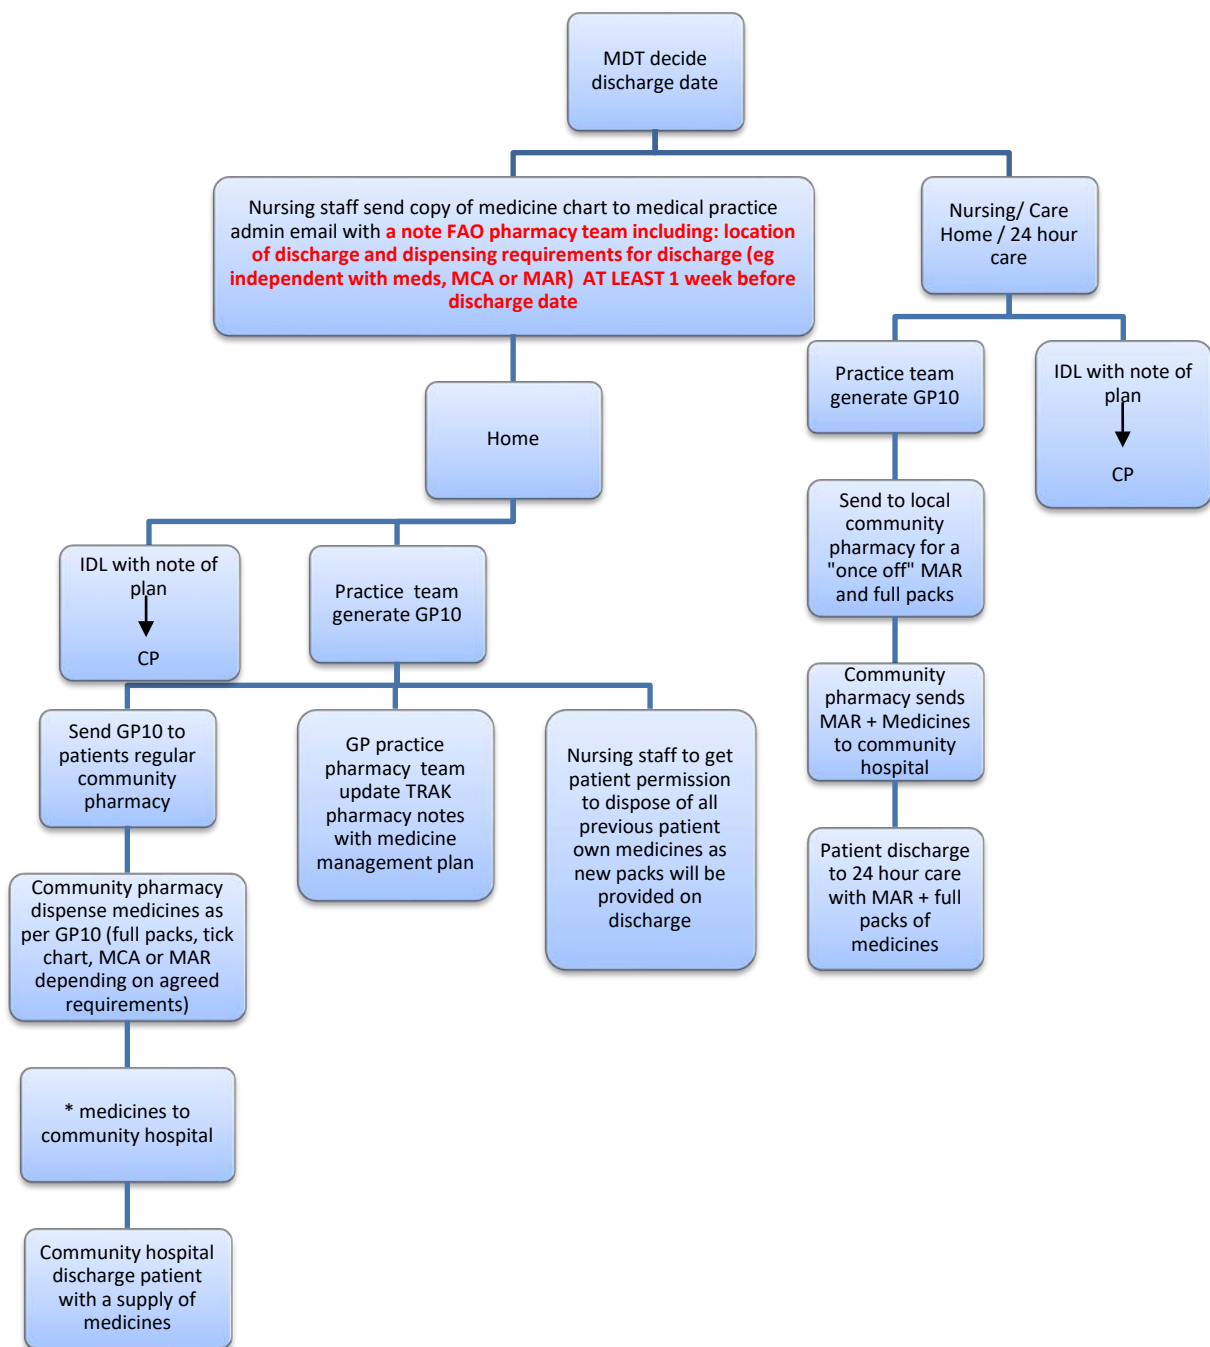 MDT decide
discharge date
Nursing staff send copy of medicine chart to medical practice
admin email with a note FAO pharmacy team including: location
of discharge and dispensing requirements for discharge (eg
independent with meds, MCA or MAR)  AT LEAST 1 week before
discharge date
Nursing/ Care
Home / 24 hour
care
Home
Practice team
generate GP10
IDL with note of
plan
CP
Send to local
community
pharmacy for a
"once off" MAR
and full packs
IDL with note of
plan
CP
Practice  team
generate GP10
Community
pharmacy sends
MAR + Medicines
to community
hospital
Send GP10 to
patients regular
community
pharmacy
GP practice
pharmacy  team
update TRAK
pharmacy notes
with medicine
management plan
Nursing staff to get
patient permission
to dispose of all
previous patient
own medicines as
new packs will be
provided on
discharge
Patient discharge
to 24 hour care
with MAR + full
packs of
medicines
Community pharmacy
dispense medicines as
per GP10 (full packs, tick
chart, MCA or MAR
depending on agreed
requirements)
* medicines to
community hospital
Community hospital
discharge patient
with a supply of
medicines